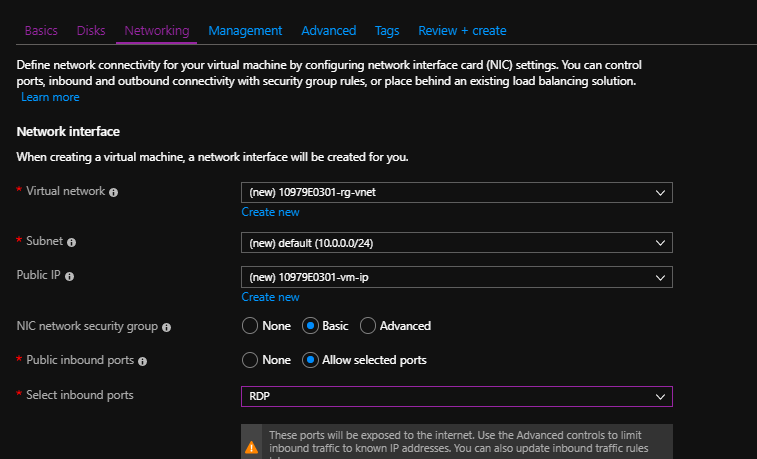 Basics Disks Networking Management Advanced Tags Review + create
Define network connectivity for your virtual machine by configuring network interface card (NIC) settings. You can control
ports, inbound and outbound connectivity with security group rules, or place behind an existing load balancing solution.
Learn more
Network interface
When creating a virtual machine, a network interface will be created for you.
* Virtual network
(new) 10979E0301-rg-vnet
Create new
* Subnet
(new) default (10.0.0.0/24)
Public IP
(new) 10979E0301-vm-ip
Create new
NIC network security group
None Basic Advanced
* Public inbound ports
None Allow selected ports
* Select inbound ports
RDP
These ports will be exposed to the internet. Use the Advanced controls to limit
inbound traffic to known IP addresses. You can also update inbound traffic rules